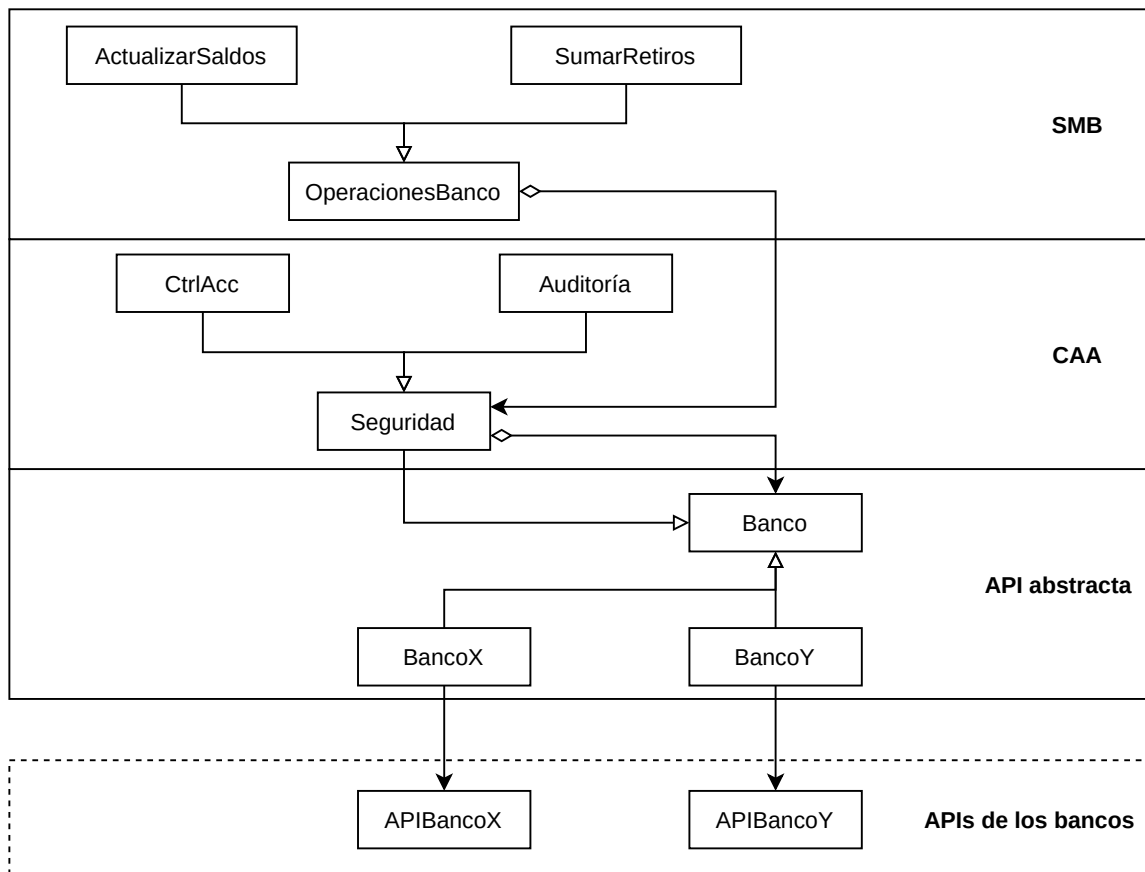 ActualizarSaldos
SumarRetiros
SMB
OperacionesBanco
CtrlAcc
Auditoría
CAA
Seguridad
Banco
API abstracta
BancoX
BancoY
APIBancoX
APIBancoY
APIs de los bancos